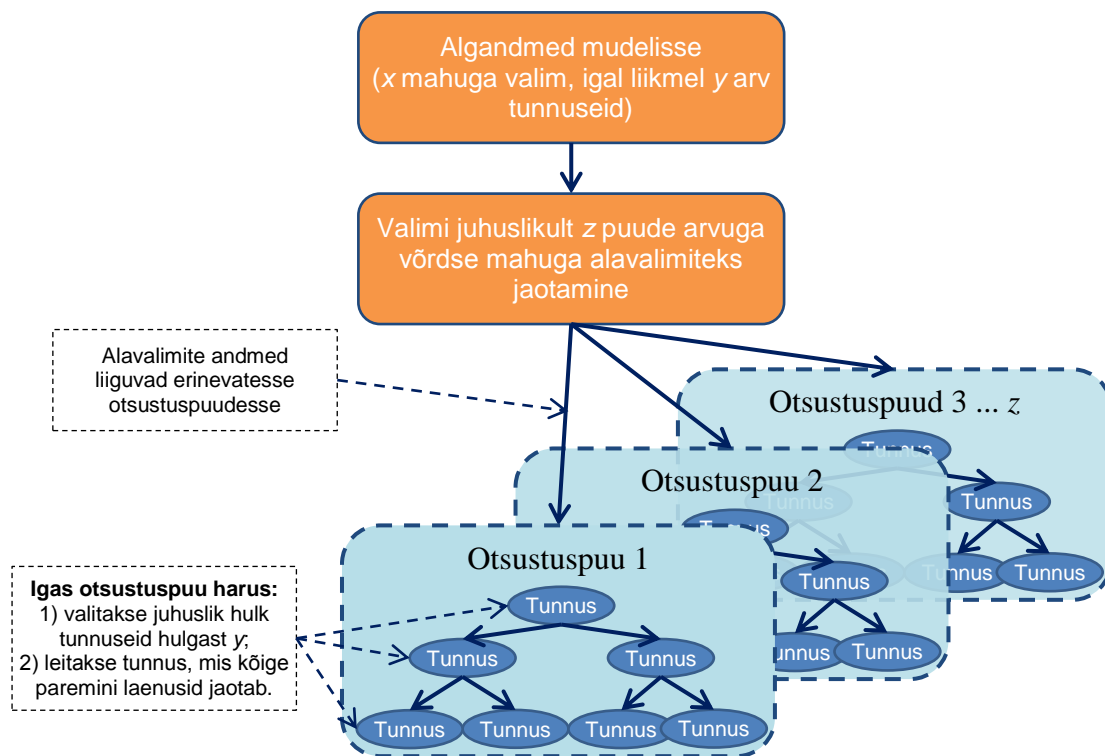 Algandmed mudelisse
(x mahuga valim, igal liikmel y arv
tunnuseid)
Valimi juhuslikult z puude arvuga
võrdse mahuga alavalimiteks
jaotamine
Alavalimite andmed
liiguvad erinevatesse
otsustuspuudesse
Otsustuspuud 3 ... z
Tunnus
Tunnus
Tunnus
Tunnus
Tunnus
Otsustuspuu 2
Tunnus
Tunnus
Tunnus
Tunnus
Otsustuspuu 1
Tunnus
Tunnus
Tunnus
Tunnus
Tunnus
Tunnus
Tunnus
Igas otsustuspuu harus:
1) valitakse juhuslik hulk
tunnuseid hulgast y;
2) leitakse tunnus, mis kõige
paremini laenusid jaotab.